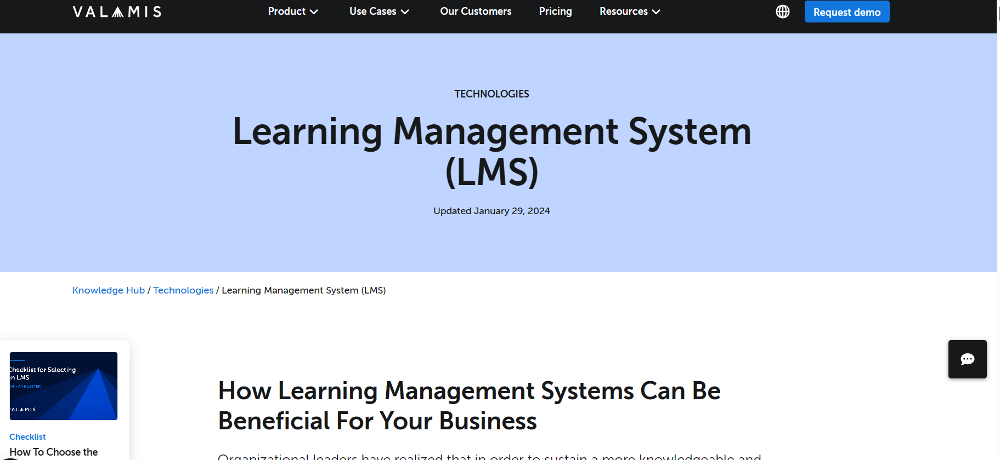 VALAMIS
Product
Use Cases
Our Customers
Pricing
Resources
Request demo
TECHNOLOGIES
Learning Management System
(LMS)
Updated January 29, 2024
Knowledge Hub / Technologies / Learning Management System (LMS)
Checklist for Selecting
an LMS
A4 & LETTER
VALAMIS
Checklist
How To Choose the
How Learning Management Systems Can Be
Beneficial For Your Business
Organizational leaders have realized that in order to sustain a more knowledgeable and